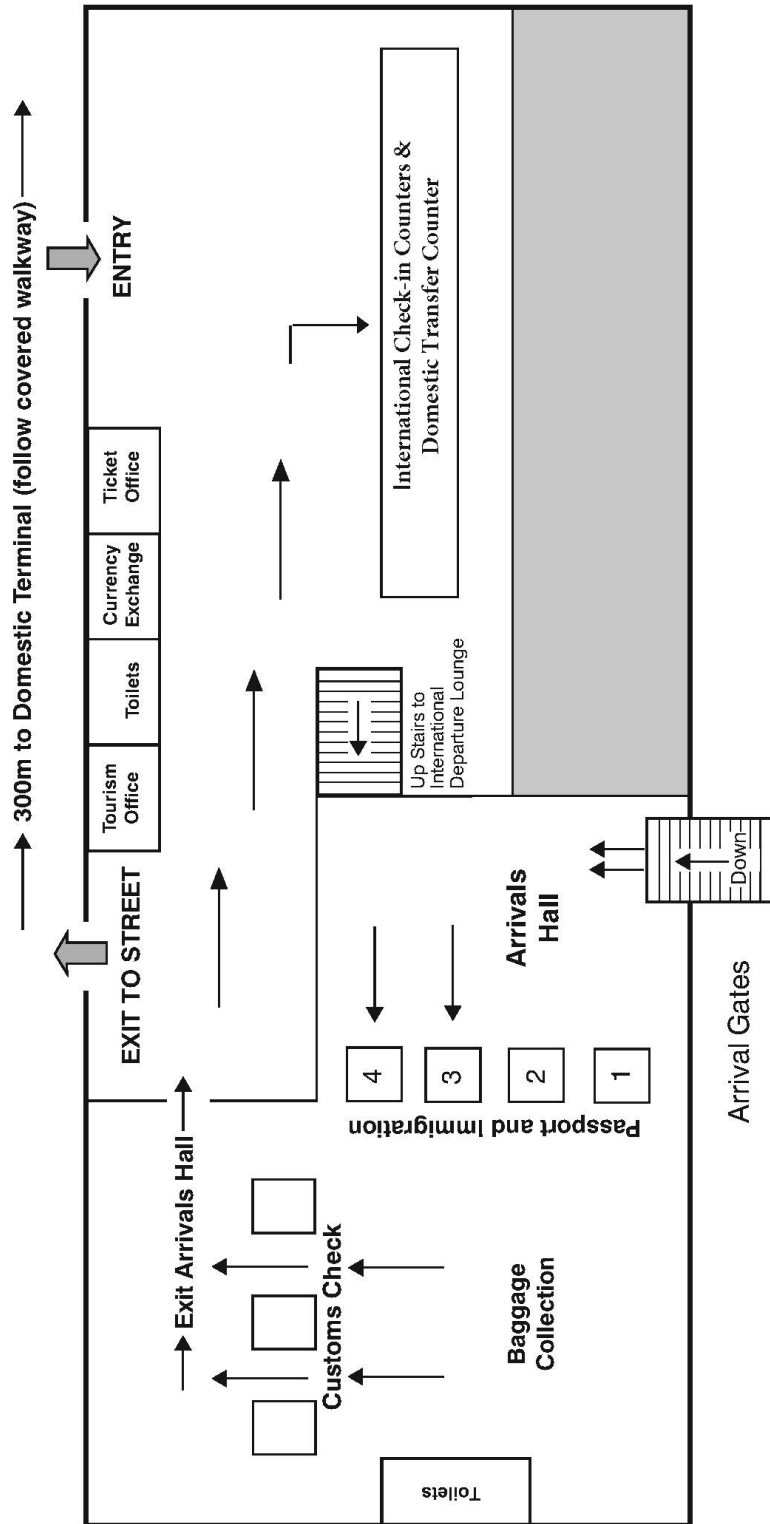 300m to Domestic Terminal (follow covered walkway)
EXIT TO STREET
ENTRY
Tourism
Office
Toilets
Currency
Exchange
Ticket
Office
Exit Arrivals Hall
Customs Check
Baggage
Collection
Toilets
Passport and Immigration
4
3
2
1
Arrivals
Hall
Up Stairs to
International
Departure Lounge
International Check-in Counters &
Domestic Transfer Counter
Down
Arrival Gates